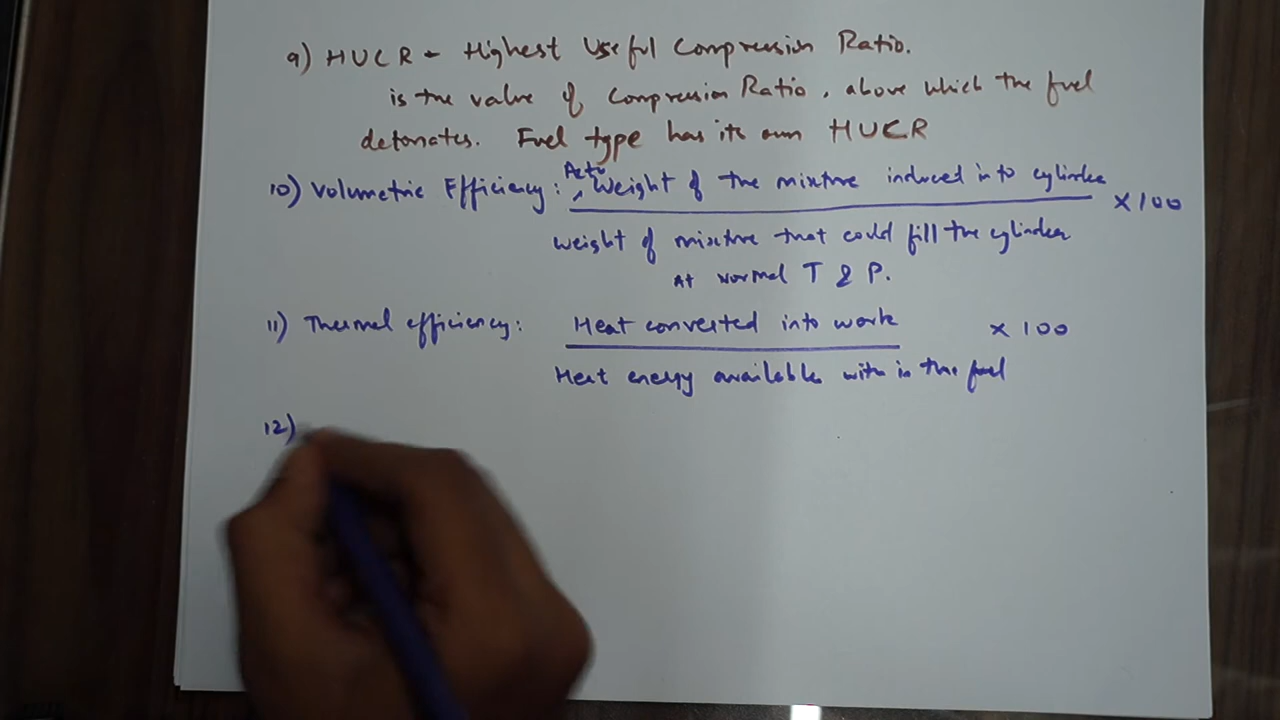 9) HUCR - Highest Useful Compression Ratio.
is the value of Compression Ratio, above which the fuel
detonates. Fuel type has its own HUCR
10) Volumetric Efficiency: Weight of the mixture induced into cylinder × 100
weight of mixture that could fill the cylinder
At Normal T & P.
11) Thermal efficiency: Heat converted into work × 100
Heat energy available with in the fuel
12)